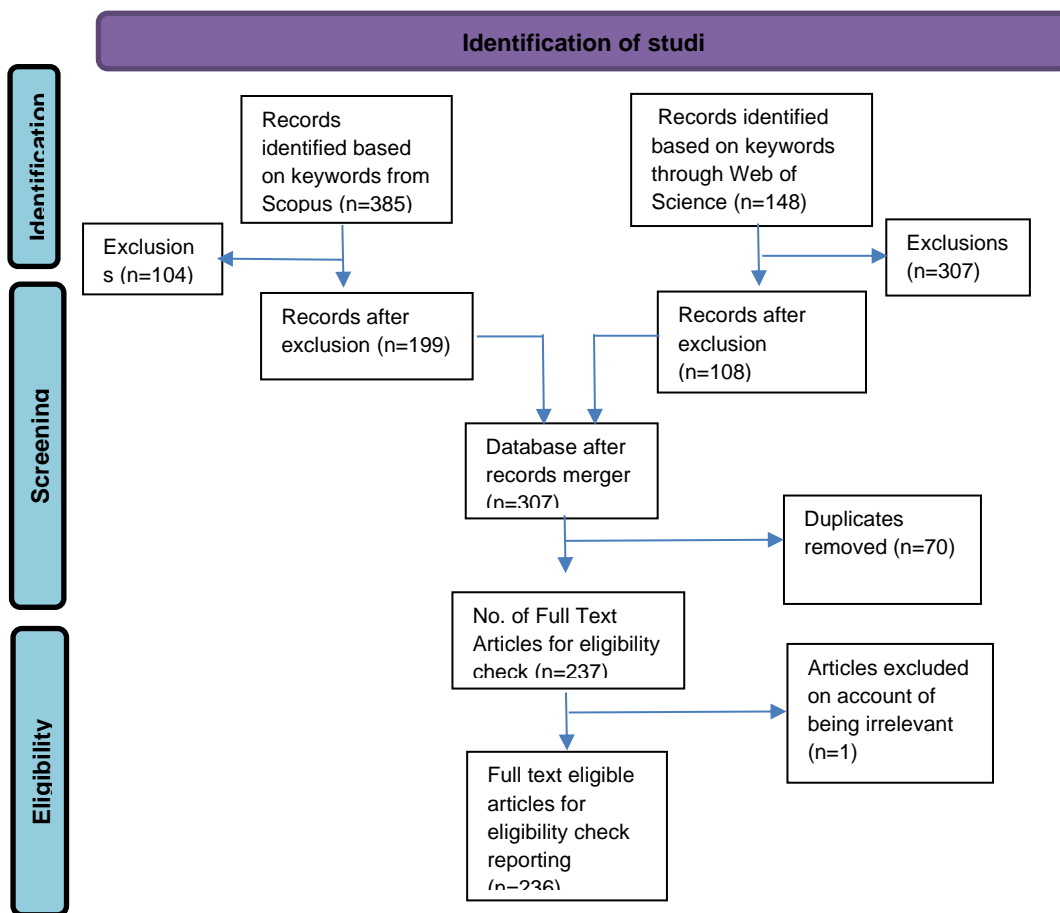 Identification of studi
Identification
Records
identified based
on keywords from
Scopus (n=385)
Records identified
based on keywords
through Web of
Science (n=148)
Exclusion
s (n=104)
Exclusions
(n=307)
Records after
exclusion (n=199)
Records after
exclusion
(n=108)
Screening
Database after
records merger
(n=307)
Duplicates
removed (n=70)
No. of Full Text
Articles for eligibility
check (n=237)
Eligibility
Articles excluded
on account of
being irrelevant
(n=1)
Full text eligible
articles for
eligibility check
reporting
(n=236)